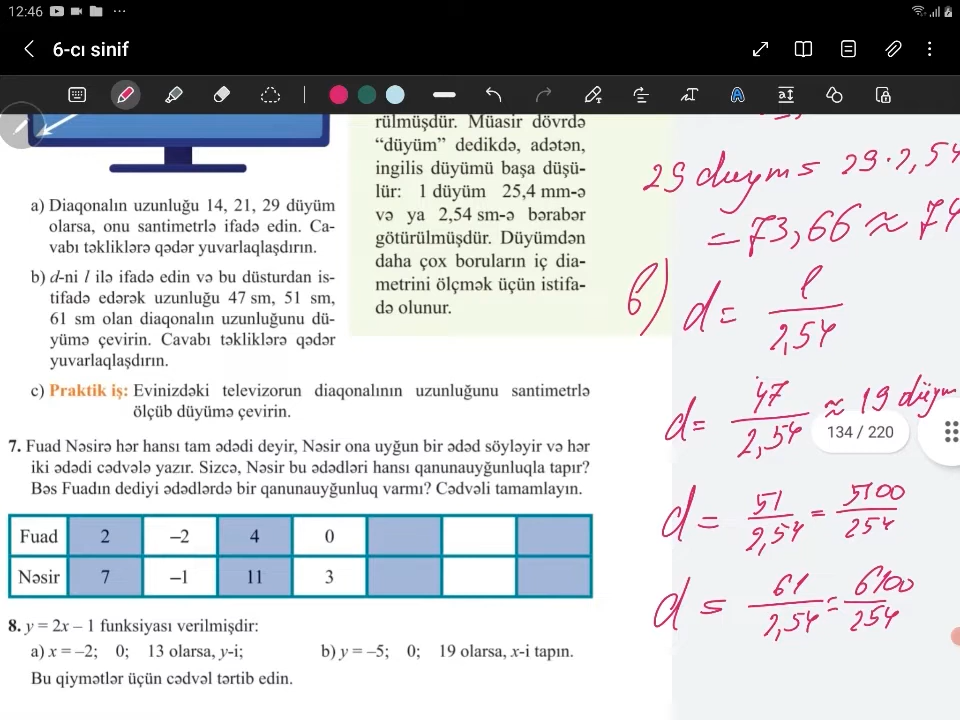 12:46
6-cı sinif
rülmüşdür. Müasir dövrdə
“düyüm” dedikdə, adətən,
ingilis düyümü başa düşü-
lür: 1 düyüm 25,4 mm-ə
və ya 2,54 sm-ə bərabər
götürülmüşdür. Düyümdən
daha çox boruların iç dia-
metrini ölçmək üçün istifa-
də olunur.
a) Diaqonalın uzunluğu 14, 21, 29 düyüm
olarsa, onu santimetrlə ifadə edin. Ca-
vabı təkliklərə qədər yuvarlaqlaşdırın.
b) d-ni l ilə ifadə edin və bu düsturdan is-
tifadə edərək uzunluğu 47 sm, 51 sm,
61 sm olan diaqonalın uzunluğunu dü-
yümə çevirin. Cavabı təkliklərə qədər
yuvarlaqlaşdırın.
c) Praktik iş: Evinizdəki televizorun diaqonalının uzunluğunu santimetrlə
ölçüb düyümə çevirin.
7. Fuad Nəsirə hər hansı tam ədədi deyir, Nəsir ona uyğun bir ədəd söyləyir və hər
iki ədədi cədvələ yazır. Sizcə, Nəsir bu ədədləri hansı qanunauyğunluqla tapır?
Bəs Fuadın dediyi ədədlərdə bir qanunauyğunluq varmı? Cədvəli tamamlayın.
Fuad 2 –2 4 0
Nəsir 7 –1 11 3
8. y = 2x – 1 funksiyası verilmişdir:
a) x = –2; 0; 13 olarsa, y-i; b) y = –5; 0; 19 olarsa, x-i tapın.
Bu qiymətlər üçün cədvəl tərtib edin.
29 duym = 29·2,54
= 73,66 ≈ 74
b) d = l / 2,54
d = 47 / 2,54 ≈ 19 düym
134 / 220
d = 51 / 2,54 = 5100 / 254
d = 61 / 2,54 = 6100 / 254